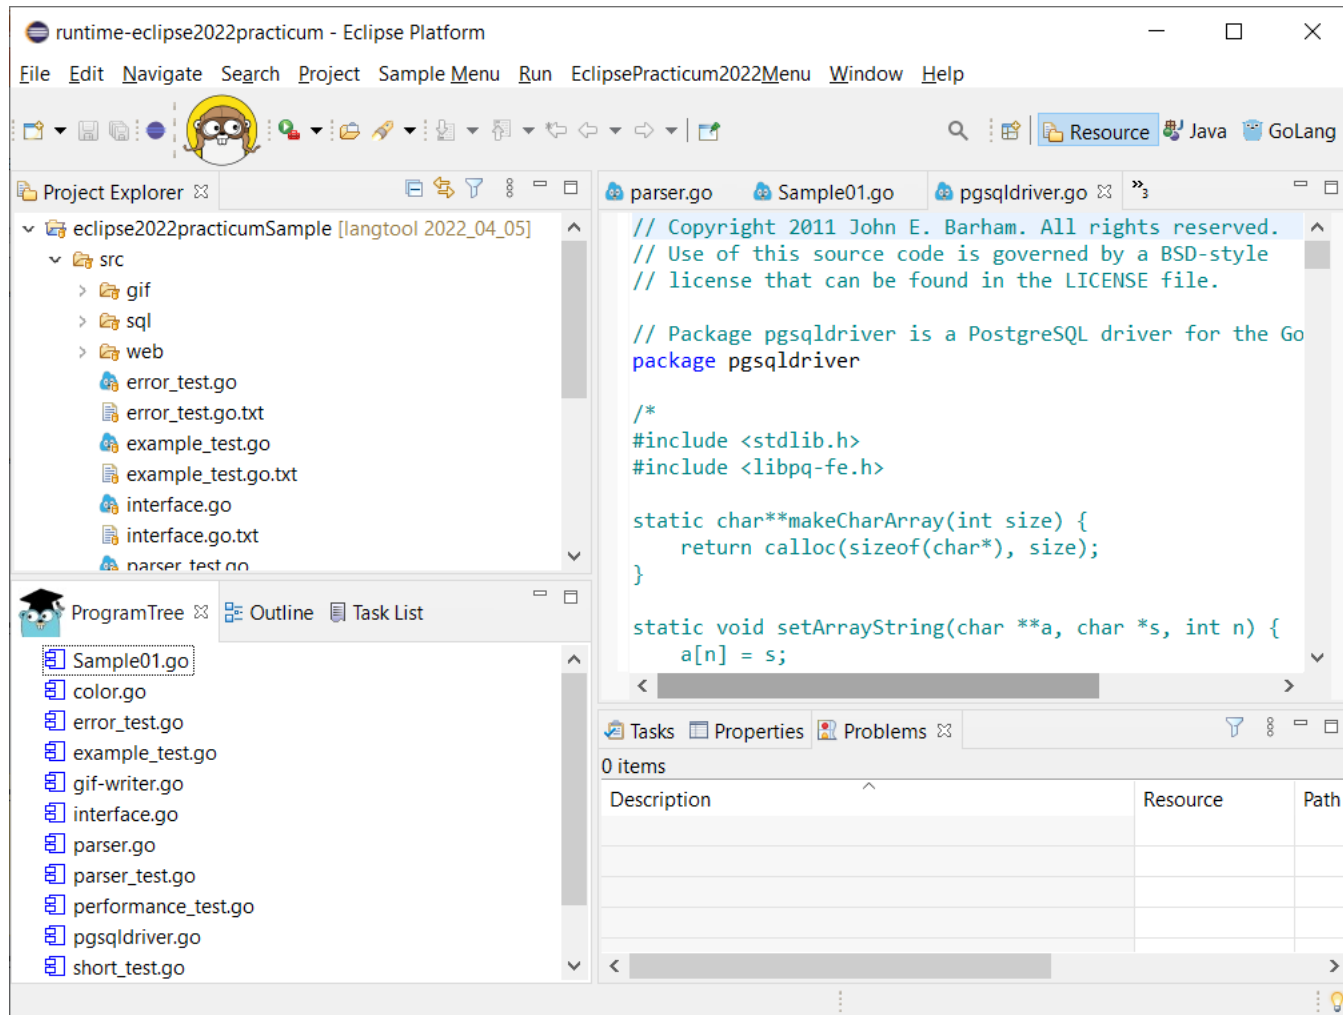 runtime-eclipse2022practicum - Eclipse Platform
File Edit Navigate Search Project Sample Menu Run EclipsePracticum2022Menu Window Help
Resource Java GoLang
Project Explorer
eclipse2022practicumSample [langtool 2022_04_05]
src
gif
sql
web
error_test.go
error_test.go.txt
example_test.go
example_test.go.txt
interface.go
interface.go.txt
parser_test.go
ProgramTree Outline Task List
Sample01.go
color.go
error_test.go
example_test.go
gif-writer.go
interface.go
parser.go
parser_test.go
performance_test.go
pgsqldriver.go
short_test.go
parser.go Sample01.go pgsqldriver.go »3
// Copyright 2011 John E. Barham. All rights reserved.
// Use of this source code is governed by a BSD-style
// license that can be found in the LICENSE file.
// Package pgsqldriver is a PostgreSQL driver for the Go
package pgsqldriver
/*
#include <stdlib.h>
#include <libpq-fe.h>
static char**makeCharArray(int size) {
return calloc(sizeof(char*), size);
}
static void setArrayString(char **a, char *s, int n) {
a[n] = s;
Tasks Properties Problems
0 items
Description Resource Path